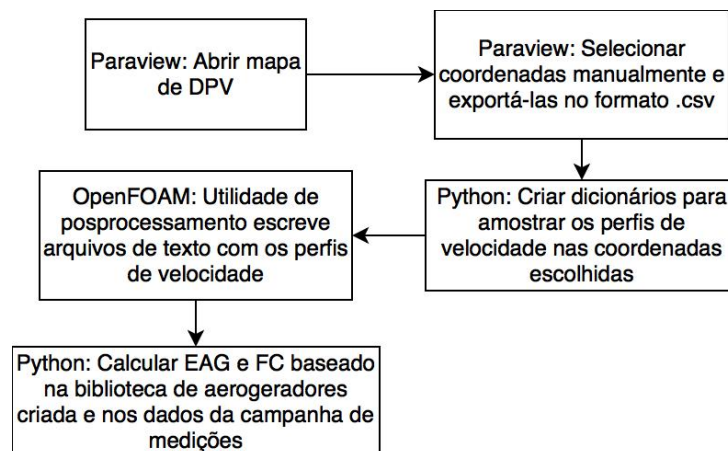 Paraview: Abrir mapa
de DPV
Paraview: Selecionar
coordenadas manualmente e
exportá-las no formato .csv
Python: Criar dicionários para
amostrar os perfis de
velocidade nas coordenadas
escolhidas
OpenFOAM: Utilidade de
posprocessamento escreve
arquivos de texto com os perfis
de velocidade
Python: Calcular EAG e FC baseado
na biblioteca de aerogeradores
criada e nos dados da campanha de
medições